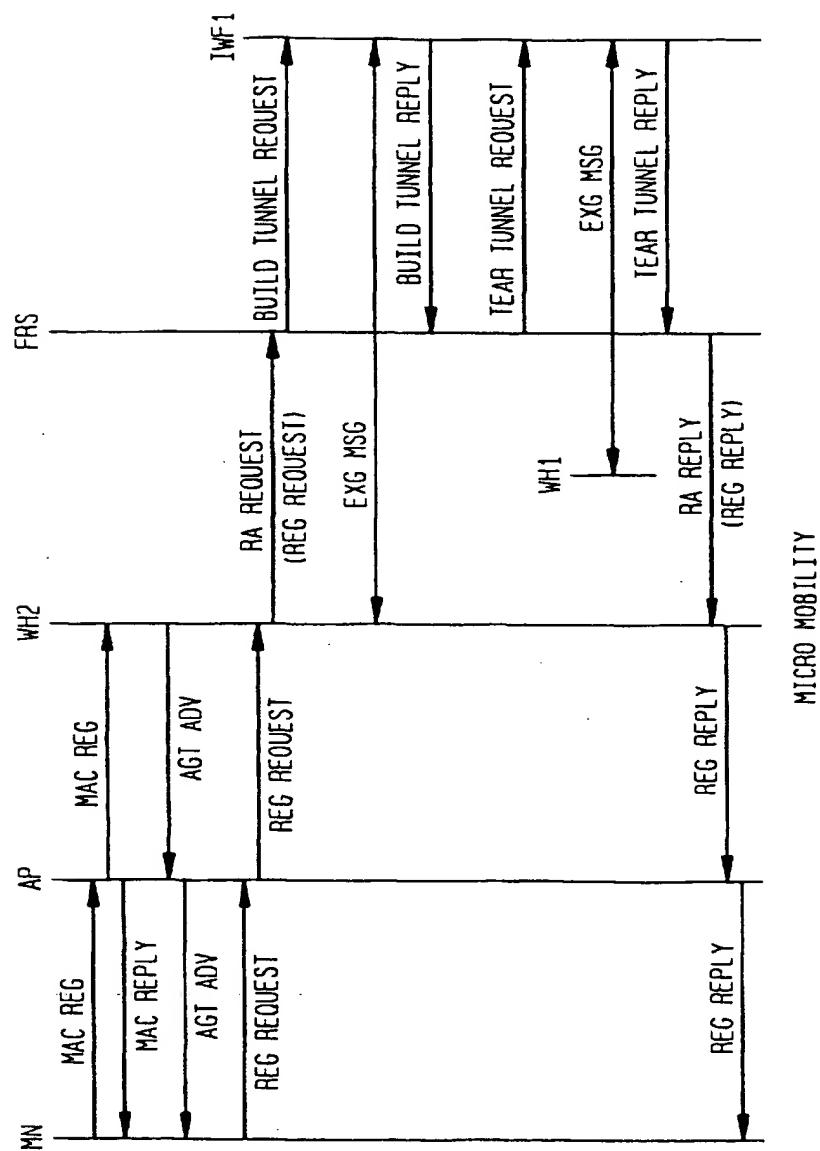 MN
AP
WH2
FRS
IWF1
MAC REG
MAC REG
MAC REPLY
AGT ADV
AGT ADV
REG REQUEST
REG REQUEST
RA REQUEST
(REG REQUEST)
BUILD TUNNEL REQUEST
EXG MSG
BUILD TUNNEL REPLY
TEAR TUNNEL REQUEST
WH1
EXG MSG
TEAR TUNNEL REPLY
RA REPLY
(REG REPLY)
REG REPLY
REG REPLY
MICRO MOBILITY